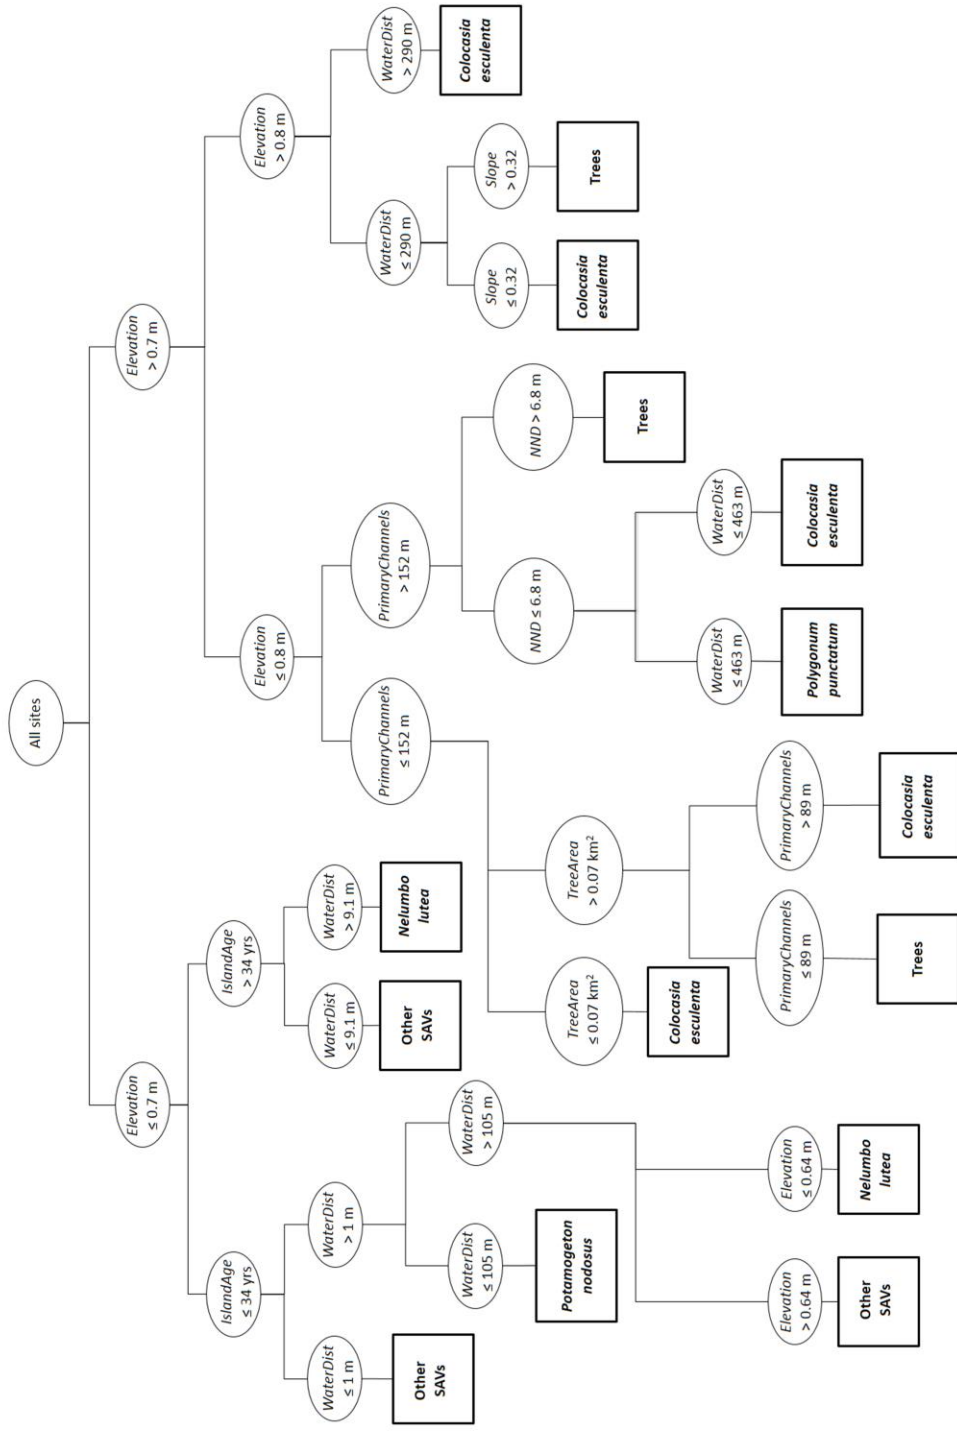 All sites
Elevation
≤ 0.7 m
Elevation
> 0.7 m
IslandAge
≤ 34 yrs
IslandAge
> 34 yrs
Elevation
≤ 0.8 m
Elevation
> 0.8 m
WaterDist
≤ 1 m
WaterDist
> 1 m
WaterDist
≤ 9.1 m
WaterDist
> 9.1 m
PrimaryChannels
≤ 152 m
PrimaryChannels
> 152 m
WaterDist
≤ 290 m
WaterDist
> 290 m
Other
SAVs
Other
SAVs
Nelumbo
lutea
Colocasia
esculenta
WaterDist
≤ 105 m
WaterDist
> 105 m
NND ≤ 6.8 m
NND > 6.8 m
Slope
≤ 0.32
Slope
> 0.32
Potamogeton
nodosus
TreeArea
≤ 0.07 km²
TreeArea
> 0.07 km²
Trees
Colocasia
esculenta
Trees
Colocasia
esculenta
WaterDist
≤ 463 m
WaterDist
≤ 463 m
Elevation
> 0.64 m
Elevation
≤ 0.64 m
PrimaryChannels
≤ 89 m
PrimaryChannels
> 89 m
Polygonum
punctatum
Colocasia
esculenta
Other
SAVs
Nelumbo
lutea
Trees
Colocasia
esculenta